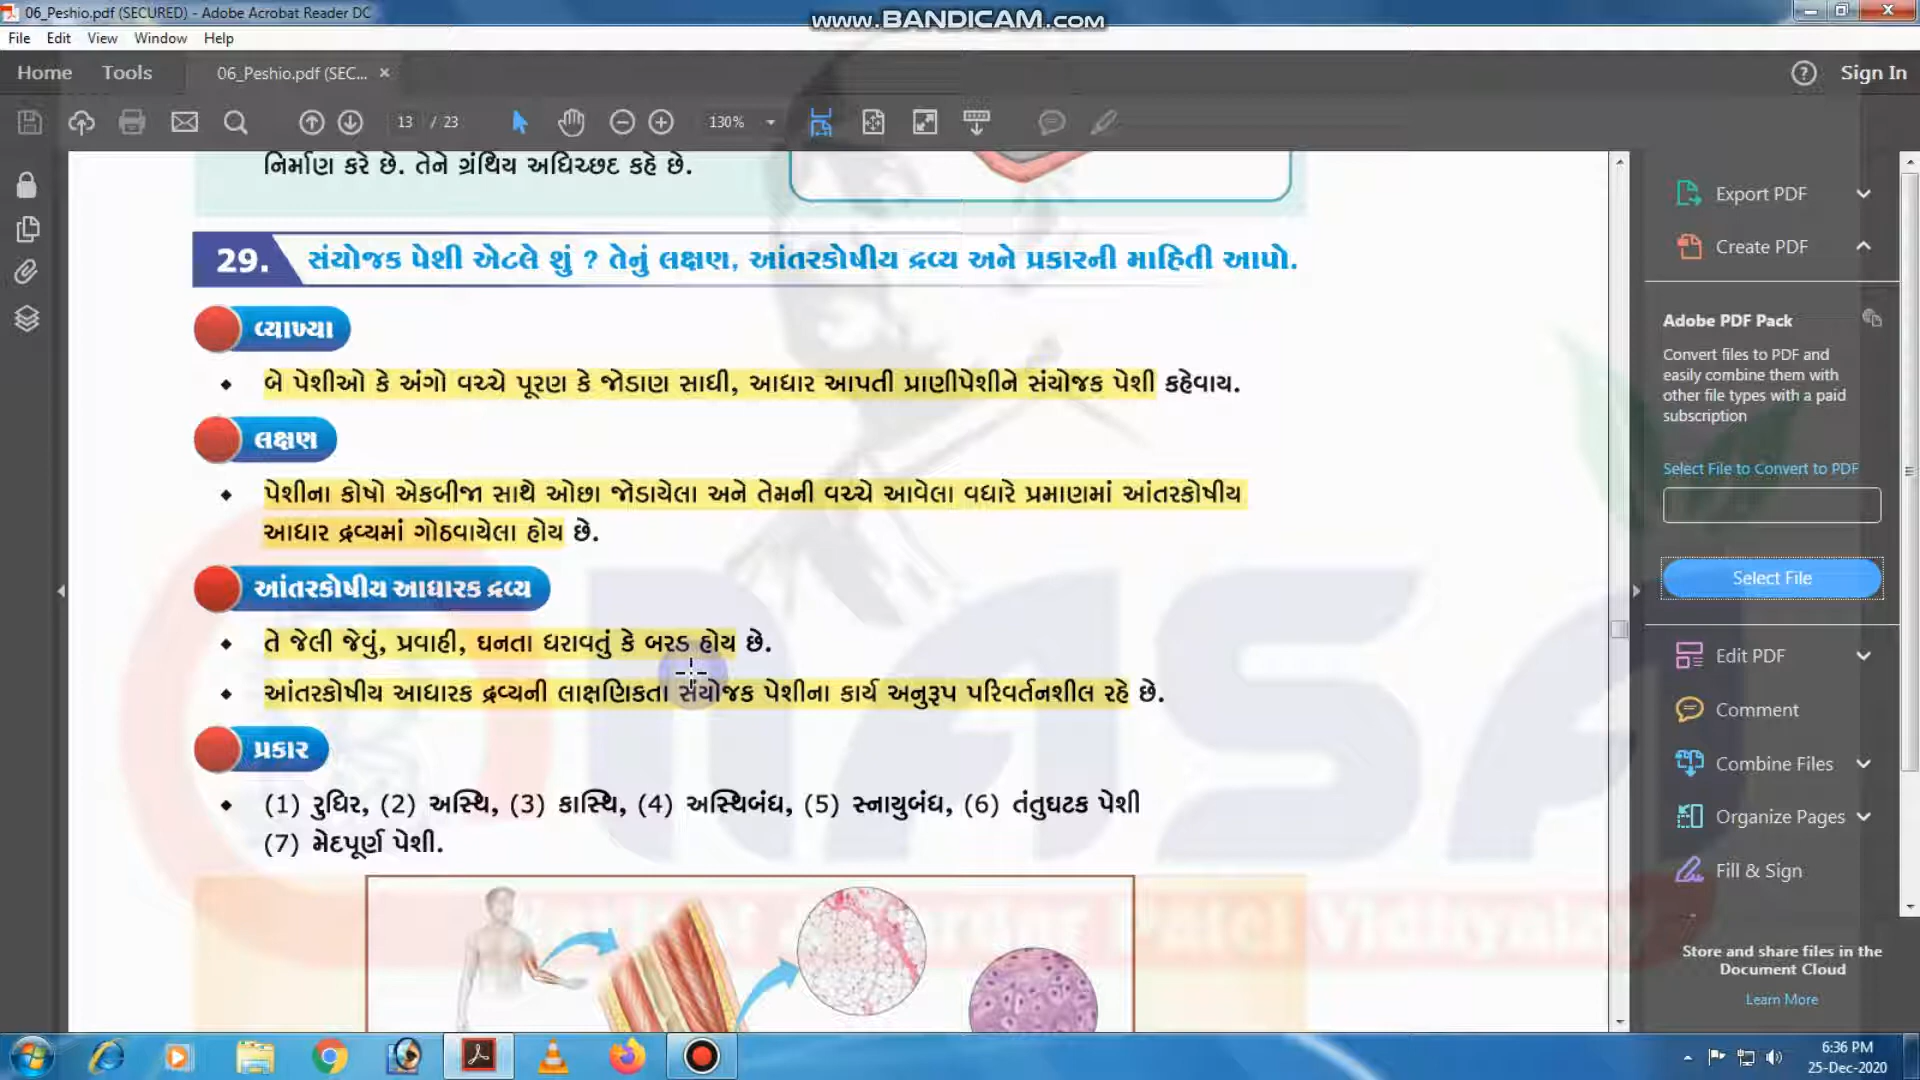 06_Peshio.pdf (SECURED) - Adobe Acrobat Reader DC
www.BANDICAM.com
File Edit View Window Help
Home Tools 06_Peshio.pdf (SEC... × Sign In
13 / 23 130%
નિર્માણ કરે છે. તેને ગ્રંથિય અધિચ્છદ કહે છે.
29. સંયોજક પેશી એટલે શું ? તેનું લક્ષણ, આંતરકોષીય દ્રવ્ય અને પ્રકારની માહિતી આપો.
વ્યાખ્યા
બે પેશીઓ કે અંગો વચ્ચે પૂરણ કે જોડાણ સાધી, આધાર આપતી પ્રાણીપેશીને સંયોજક પેશી કહેવાય.
લક્ષણ
પેશીના કોષો એકબીજા સાથે ઓછા જોડાયેલા અને તેમની વચ્ચે આવેલા વધારે પ્રમાણમાં આંતરકોષીય
આધાર દ્રવ્યમાં ગોઠવાયેલા હોય છે.
આંતરકોષીય આધારક દ્રવ્ય
તે જેલી જેવું, પ્રવાહી, ઘનતા ધરાવતું કે બરડ હોય છે.
આંતરકોષીય આધારક દ્રવ્યની લાક્ષણિકતા સંયોજક પેશીના કાર્ય અનુરૂપ પરિવર્તનશીલ રહે છે.
પ્રકાર
(1) રુધિર, (2) અસ્થિ, (3) કાસ્થિ, (4) અસ્થિબંધ, (5) સ્નાયુબંધ, (6) તંતુઘટક પેશી
(7) મેદપૂર્ણ પેશી.
NASA
Sardar Patel Vidhyalay
Export PDF
Create PDF
Adobe PDF Pack
Convert files to PDF and
easily combine them with
other file types with a paid
subscription
Select File to Convert to PDF
Select File
Edit PDF
Comment
Combine Files
Organize Pages
Fill & Sign
Store and share files in the
Document Cloud
Learn More
6:36 PM
25-Dec-2020